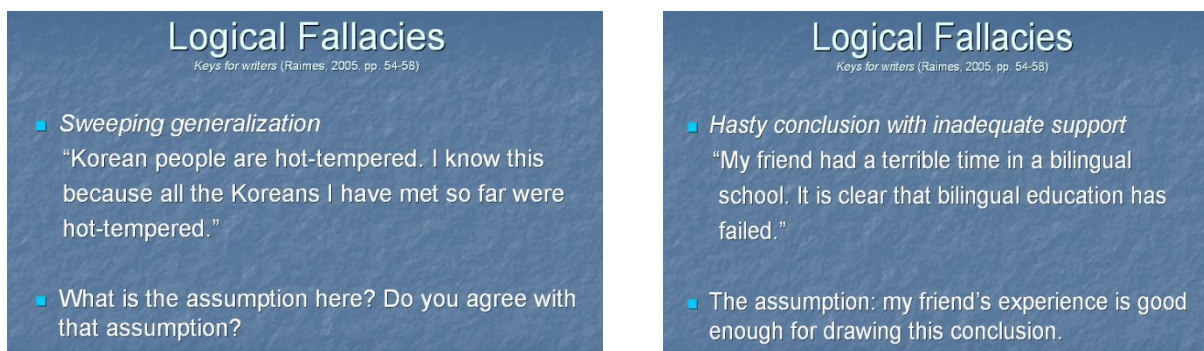 Logical Fallacies
Keys for writers (Raimes, 2005, pp. 54-58)
Sweeping generalization
“Korean people are hot-tempered. I know this
because all the Koreans I have met so far were
hot-tempered.”
What is the assumption here? Do you agree with
that assumption?
Logical Fallacies
Keys for writers (Raimes, 2005, pp. 54-58)
Hasty conclusion with inadequate support
“My friend had a terrible time in a bilingual
school. It is clear that bilingual education has
failed.”
The assumption: my friend’s experience is good
enough for drawing this conclusion.